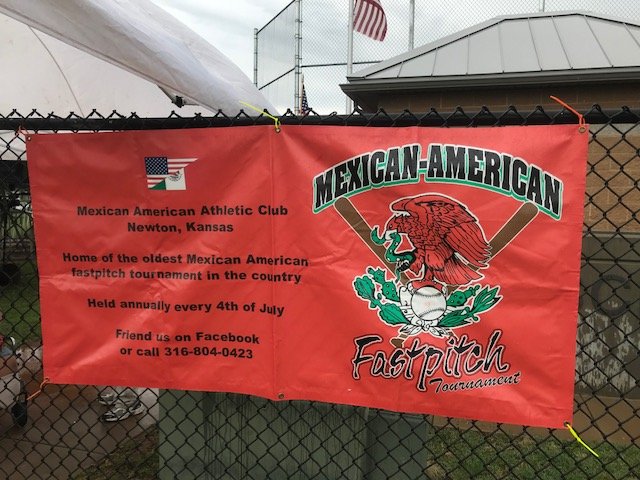 Mexican American Athletic Club
Newton, Kansas
Home of the oldest Mexican American
fastpitch tournament in the country
Held annually every 4th of July
Friend us on Facebook
or call 316-804-0423
MEXICAN-AMERICAN
Fastpitch
Tournament